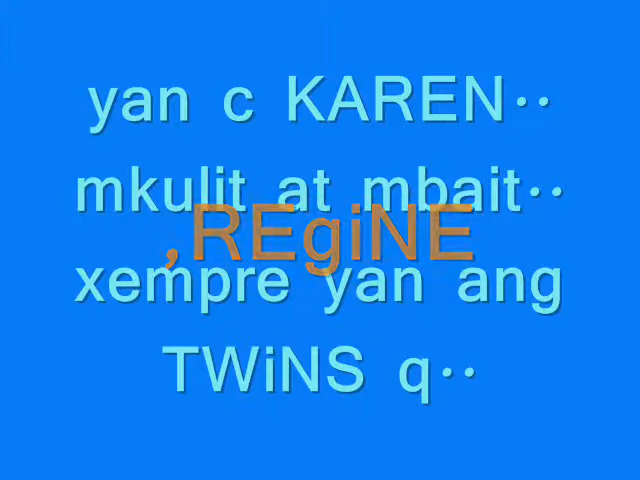 yan c KAREN··
mkulit at mbait··
,REgiNE
xempre yan ang
TWiNS q··